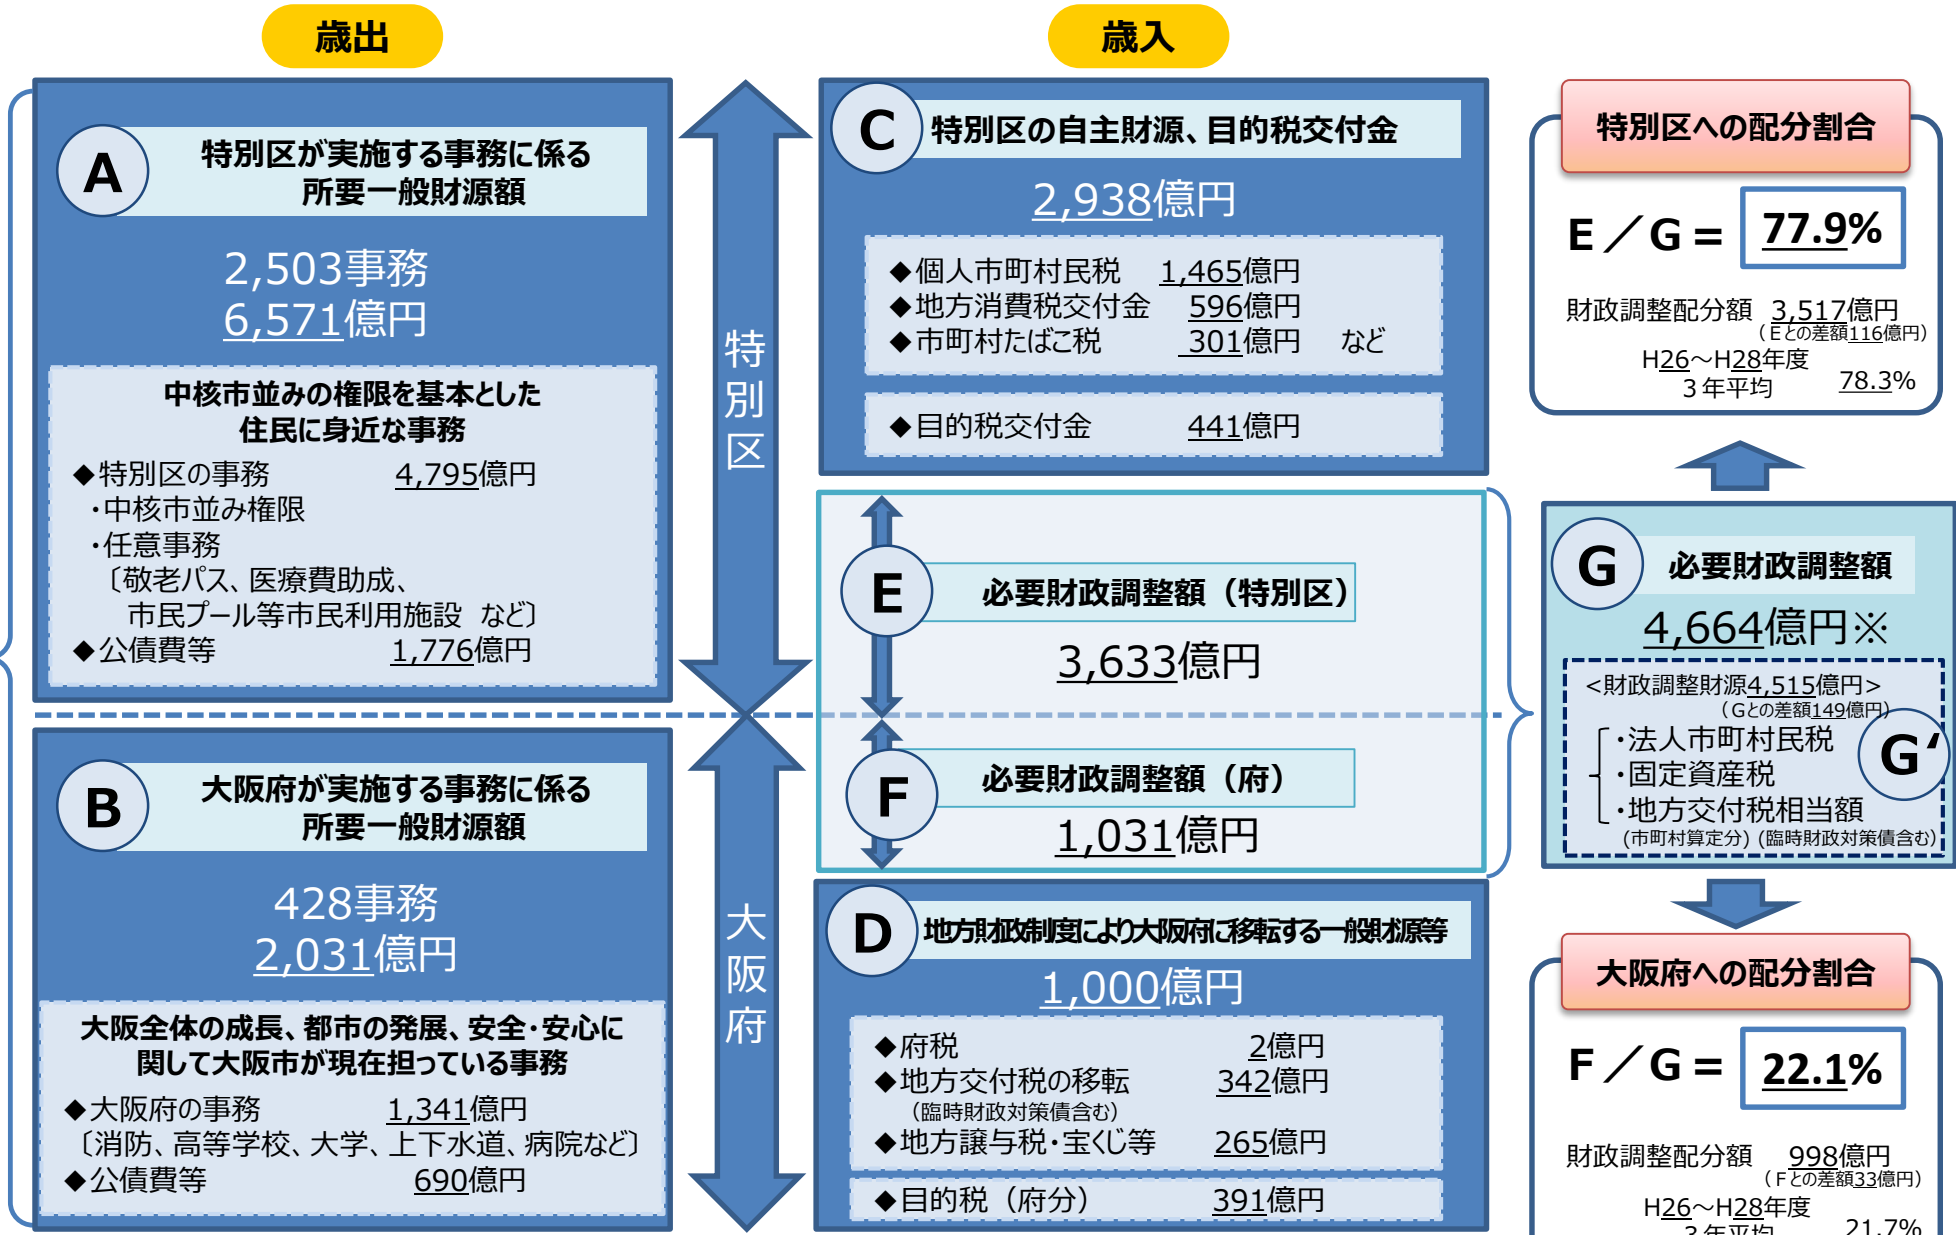 歳出
A
特別区が実施する事務に係る
所要一般財源額
2,503事務
6,571億円
中核市並みの権限を基本とした
住民に身近な事務
◆特別区の事務 4,795億円
・中核市並み権限
・任意事務
〔敬老パス、医療費助成、
市民プール等市民利用施設 など〕
◆公債費等 1,776億円
B
大阪府が実施する事務に係る
所要一般財源額
428事務
2,031億円
大阪全体の成長、都市の発展、安全・安心に
関して大阪市が現在担っている事務
◆大阪府の事務 1,341億円
〔消防、高等学校、大学、上下水道、病院など〕
◆公債費等 690億円
特別区
大阪府
歳入
C
特別区の自主財源、目的税交付金
2,938億円
◆個人市町村民税 1,465億円
◆地方消費税交付金 596億円
◆市町村たばこ税 301億円 など
◆目的税交付金 441億円
E
必要財政調整額（特別区）
3,633億円
F
必要財政調整額（府）
1,031億円
D
地方財政制度により大阪府に移転する一般財源等
1,000億円
◆府税 2億円
◆地方交付税の移転 342億円
（臨時財政対策債含む）
◆地方譲与税・宝くじ等 265億円
◆目的税（府分） 391億円
特別区への配分割合
E／G＝ 77.9%
財政調整配分額 3,517億円
（Eとの差額116億円）
H26～H28年度
３年平均 78.3%
G
必要財政調整額
4,664億円※
<財政調整財源4,515億円>
（Gとの差額149億円）
G‘
・法人市町村民税
・固定資産税
・地方交付税相当額
(市町村算定分) (臨時財政対策債含む)
大阪府への配分割合
F／G＝ 22.1%
財政調整配分額 998億円
（Fとの差額33億円）
H26～H28年度
３年平均 21.7%